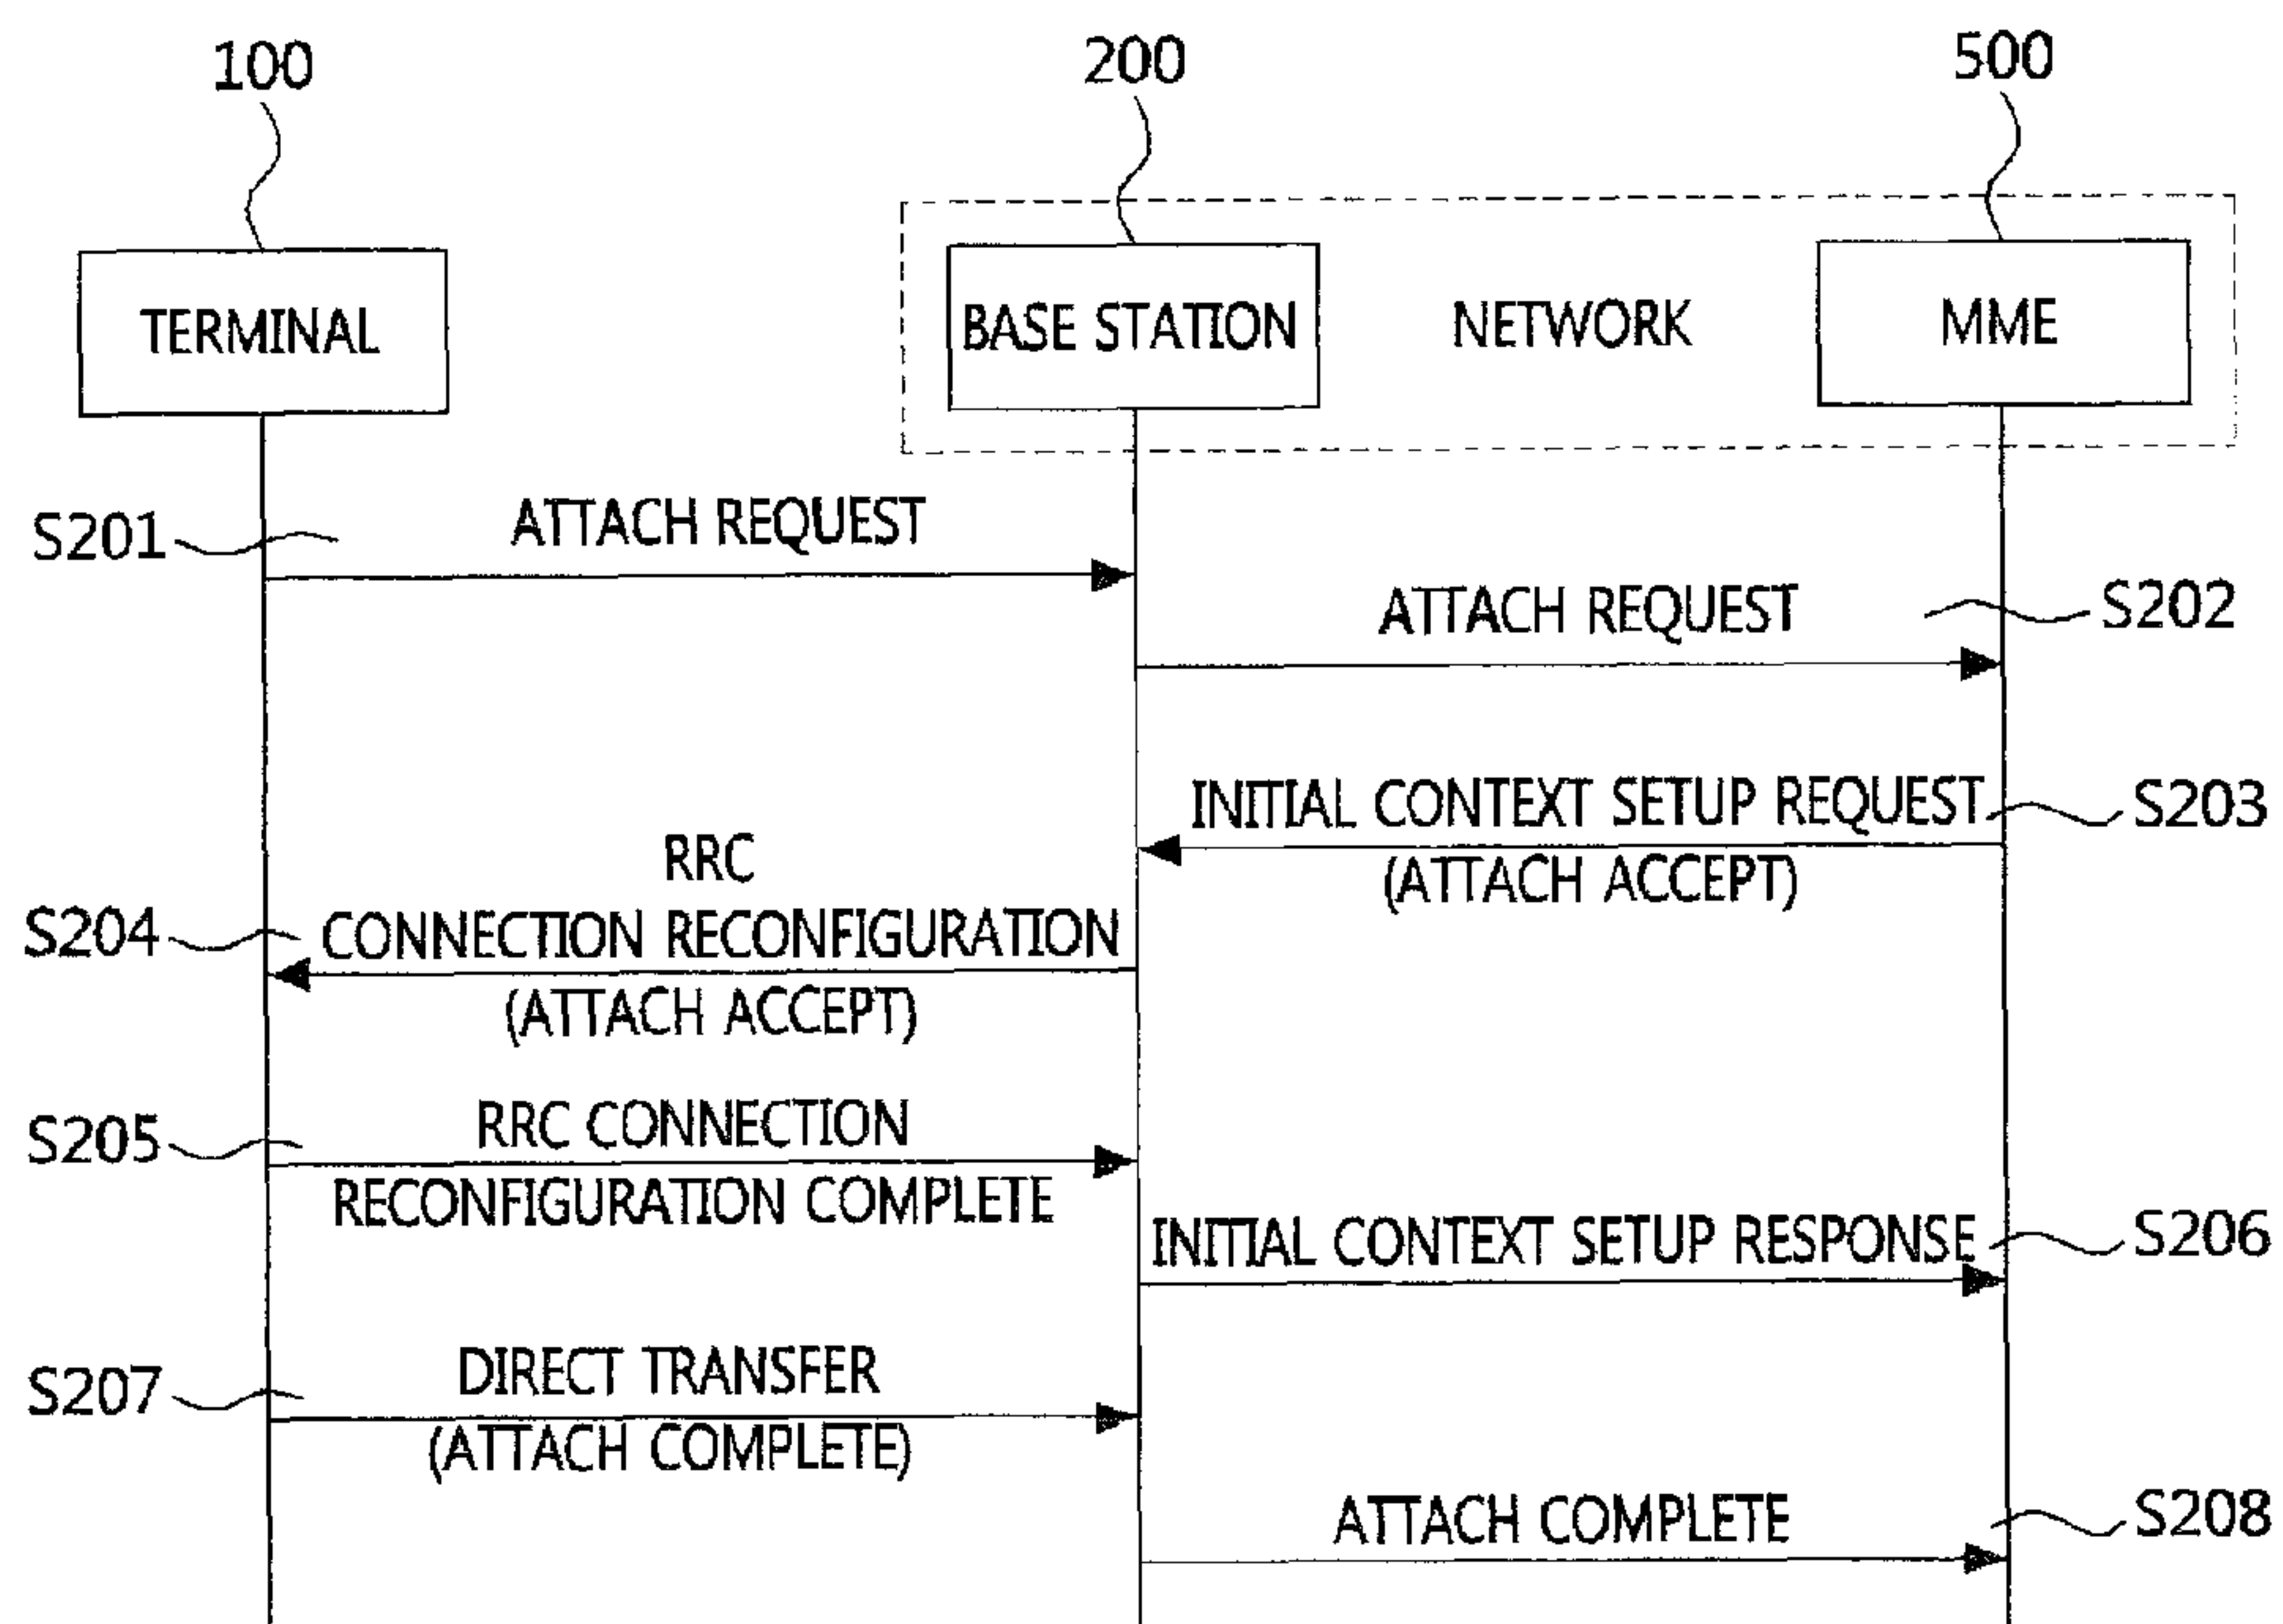 100
200
500
TERMINAL
BASE STATION
NETWORK
MME
S201
ATTACH REQUEST
ATTACH REQUEST
S202
INITIAL CONTEXT SETUP REQUEST
(ATTACH ACCEPT)
S203
RRC
CONNECTION RECONFIGURATION
(ATTACH ACCEPT)
S204
S205
RRC CONNECTION
RECONFIGURATION COMPLETE
INITIAL CONTEXT SETUP RESPONSE
S206
S207
DIRECT TRANSFER
(ATTACH COMPLETE)
ATTACH COMPLETE
S208